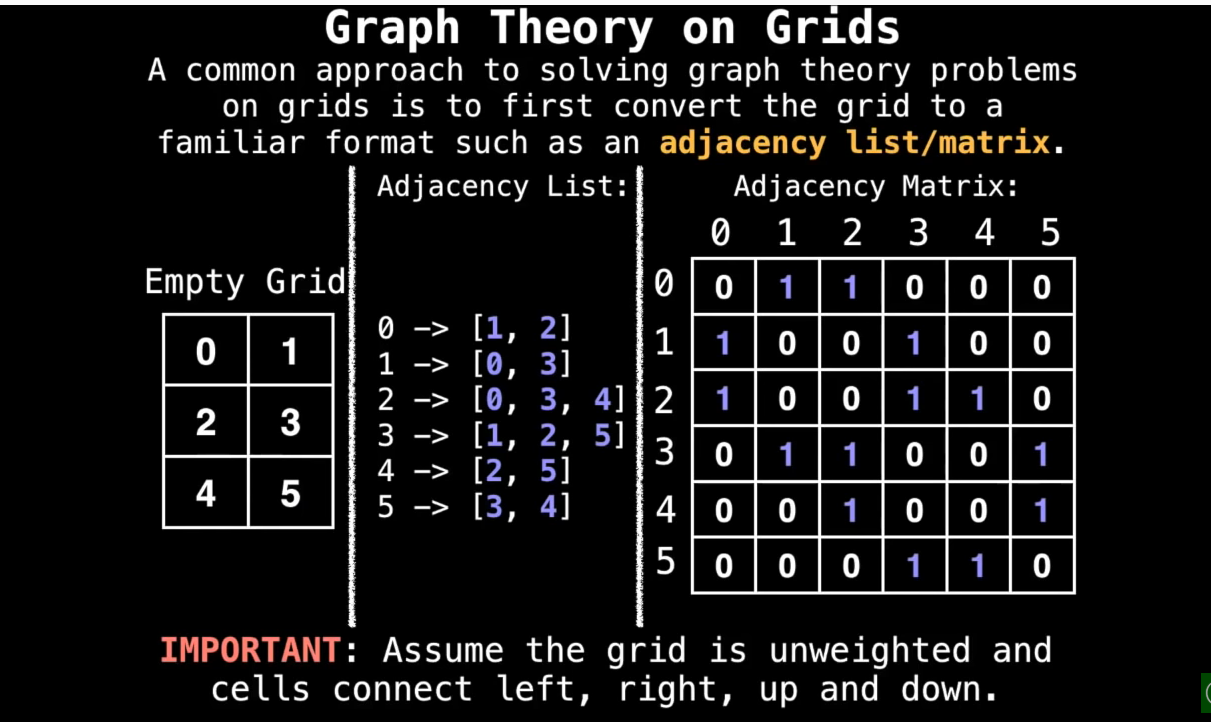 Graph Theory on Grids
A common approach to solving graph theory problems
on grids is to first convert the grid to a
familiar format such as an adjacency list/matrix.
Empty Grid
0 1
2 3
4 5
Adjacency List:
0 -> [1, 2]
1 -> [0, 3]
2 -> [0, 3, 4]
3 -> [1, 2, 5]
4 -> [2, 5]
5 -> [3, 4]
Adjacency Matrix:
0 1 2 3 4 5
0 0 1 1 0 0 0
1 1 0 0 1 0 0
2 1 0 0 1 1 0
3 0 1 1 0 0 1
4 0 0 1 0 0 1
5 0 0 0 1 1 0
IMPORTANT: Assume the grid is unweighted and
cells connect left, right, up and down.